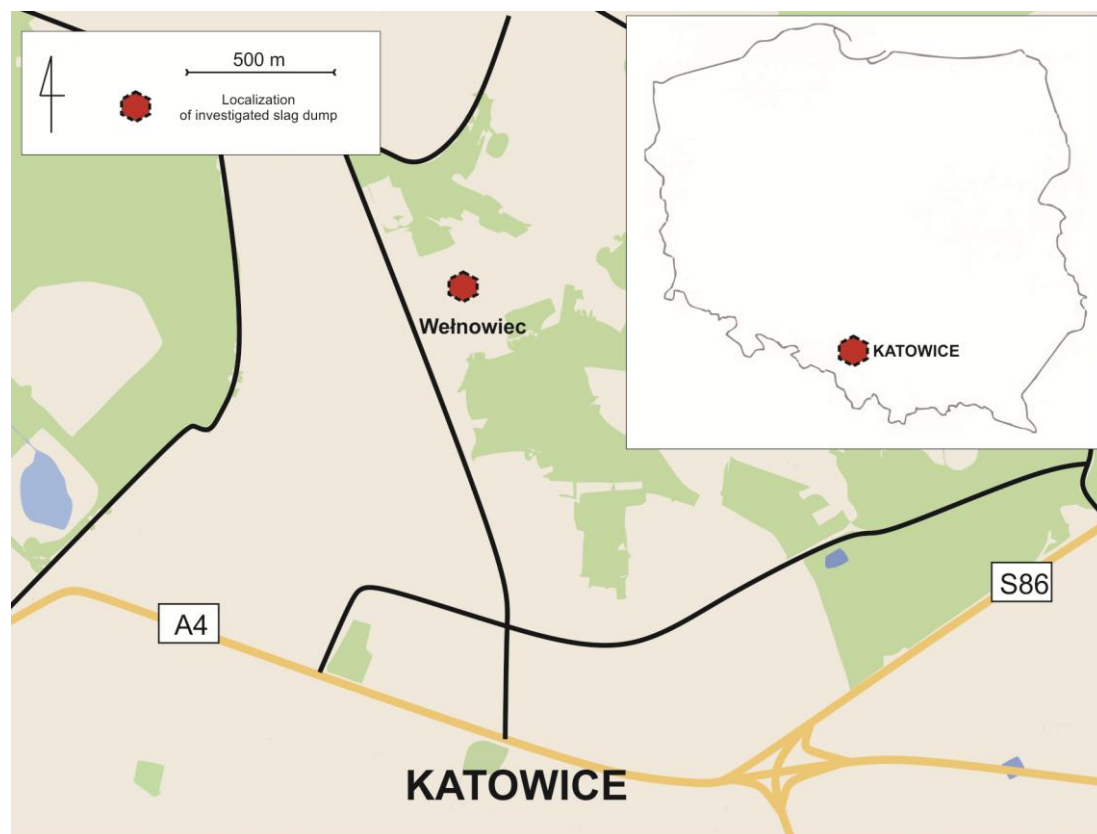 500 m
Localization
of investigated slag dump
KATOWICE
Wełnowiec
S86
A4
KATOWICE